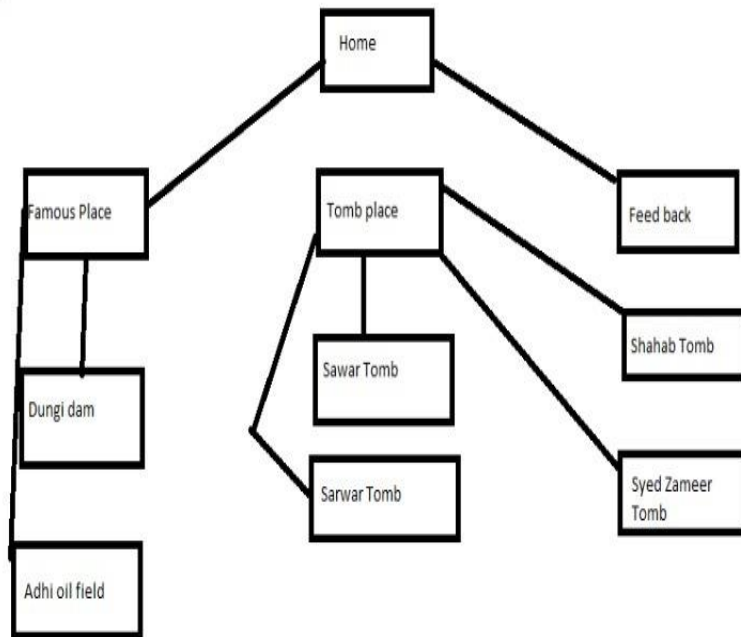 Home
Famous Place
Tomb place
Feed back
Shahab Tomb
Sawar Tomb
Dungi dam
Sarwar Tomb
Syed Zameer
Tomb
Adhi oil field